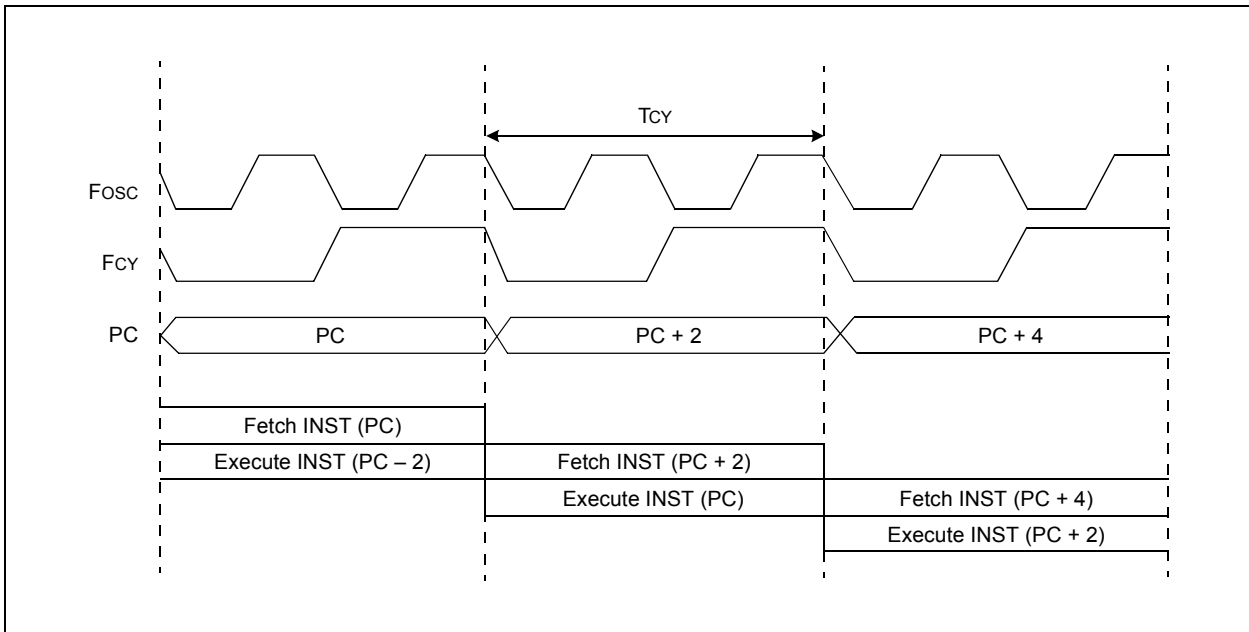 TCY
FOSC
FCY
PC PC PC + 2 PC + 4
Fetch INST (PC)
Execute INST (PC – 2) Fetch INST (PC + 2)
Execute INST (PC) Fetch INST (PC + 4)
Execute INST (PC + 2)